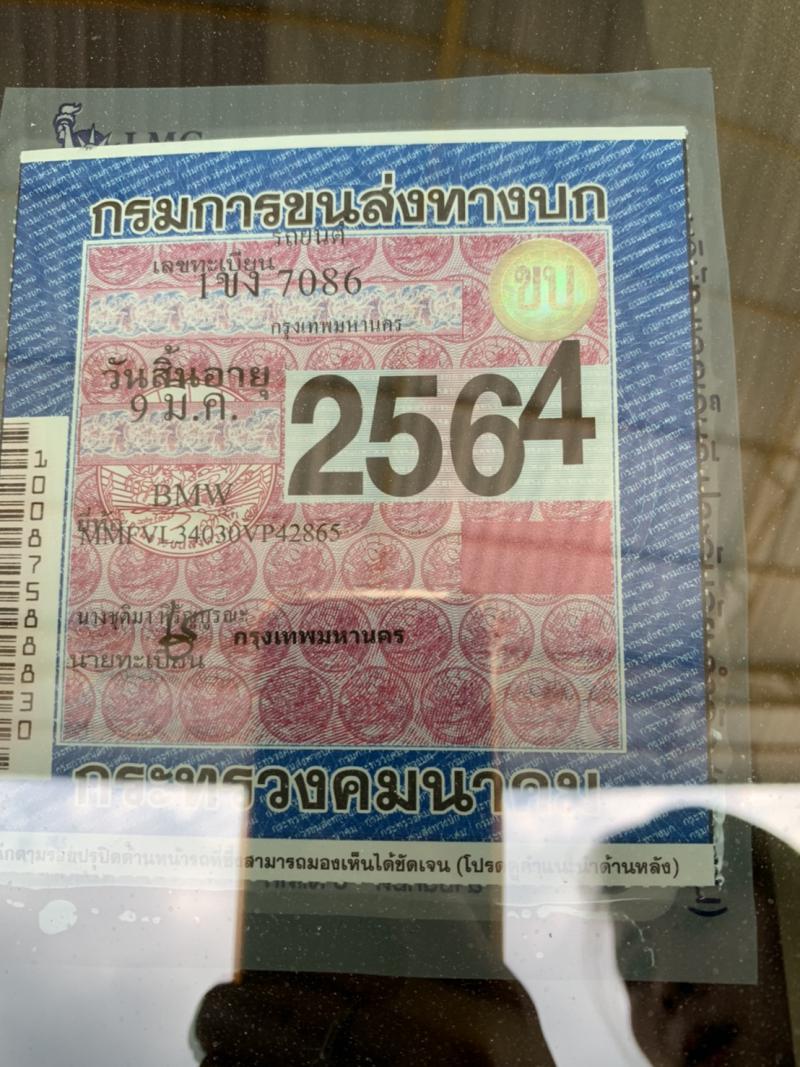 LMG
กรมการขนส่งทางบก
รถยนต์
เลขทะเบียน
1ขง 7086
ขบ
กรุงเทพมหานคร
วันสิ้นอายุ
9 ม.ค.
2564
BMW
MMFVL34030VP42865
1008758830
กรุงเทพมหานคร
นายทะเบียน
กระทรวงคมนาคม
สามารถมองเห็นได้ชัดเจน (โปรดดูคำแนะนำด้านหลัง)